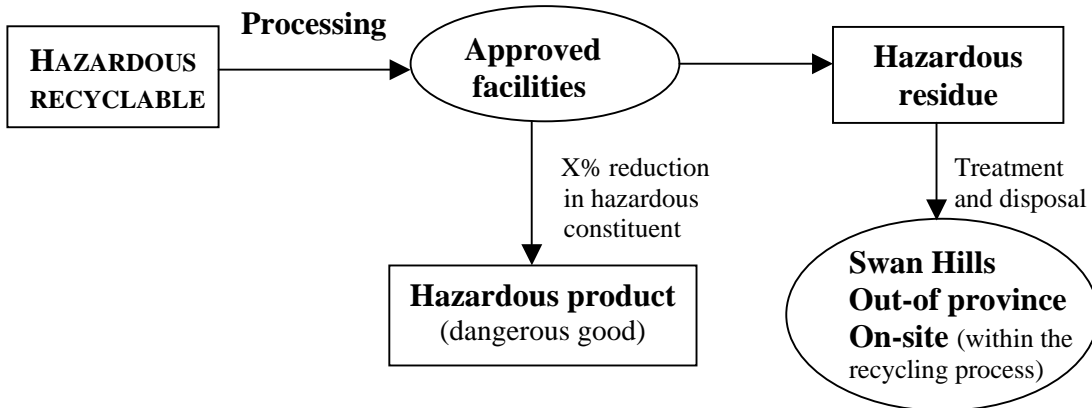 HAZARDOUS
RECYCLABLE
Processing
Approved
facilities
Hazardous
residue
X% reduction
in hazardous
constituent
Treatment
and disposal
Hazardous product
(dangerous good)
Swan Hills
Out-of province
On-site (within the
recycling process)